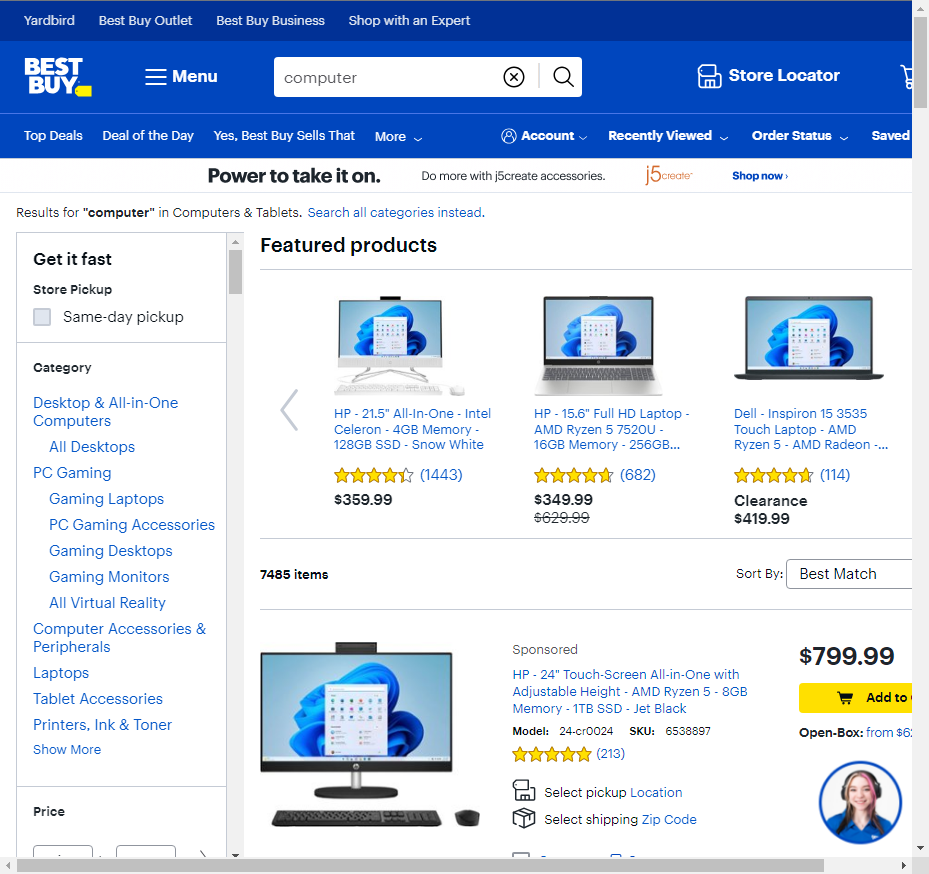 Yardbird Best Buy Outlet Best Buy Business Shop with an Expert
BEST BUY
Menu
computer
Store Locator
Top Deals Deal of the Day Yes, Best Buy Sells That More Account Recently Viewed Order Status Saved
Power to take it on. Do more with j5create accessories. j5create Shop now ›
Results for "computer" in Computers & Tablets. Search all categories instead.
Get it fast
Store Pickup
Same-day pickup
Category
Desktop & All-in-One
Computers
All Desktops
PC Gaming
Gaming Laptops
PC Gaming Accessories
Gaming Desktops
Gaming Monitors
All Virtual Reality
Computer Accessories &
Peripherals
Laptops
Tablet Accessories
Printers, Ink & Toner
Show More
Price
Featured products
HP - 21.5" All-In-One - Intel
Celeron - 4GB Memory -
128GB SSD - Snow White
(1443)
$359.99
HP - 15.6" Full HD Laptop -
AMD Ryzen 5 7520U -
16GB Memory - 256GB...
(682)
$349.99
$629.99
Dell - Inspiron 15 3535
Touch Laptop - AMD
Ryzen 5 - AMD Radeon -...
(114)
Clearance
$419.99
7485 items
Sort By: Best Match
Sponsored
HP - 24" Touch-Screen All-in-One with
Adjustable Height - AMD Ryzen 5 - 8GB
Memory - 1TB SSD - Jet Black
Model: 24-cr0024 SKU: 6538897
(213)
Select pickup Location
Select shipping Zip Code
$799.99
Add to
Open-Box: from